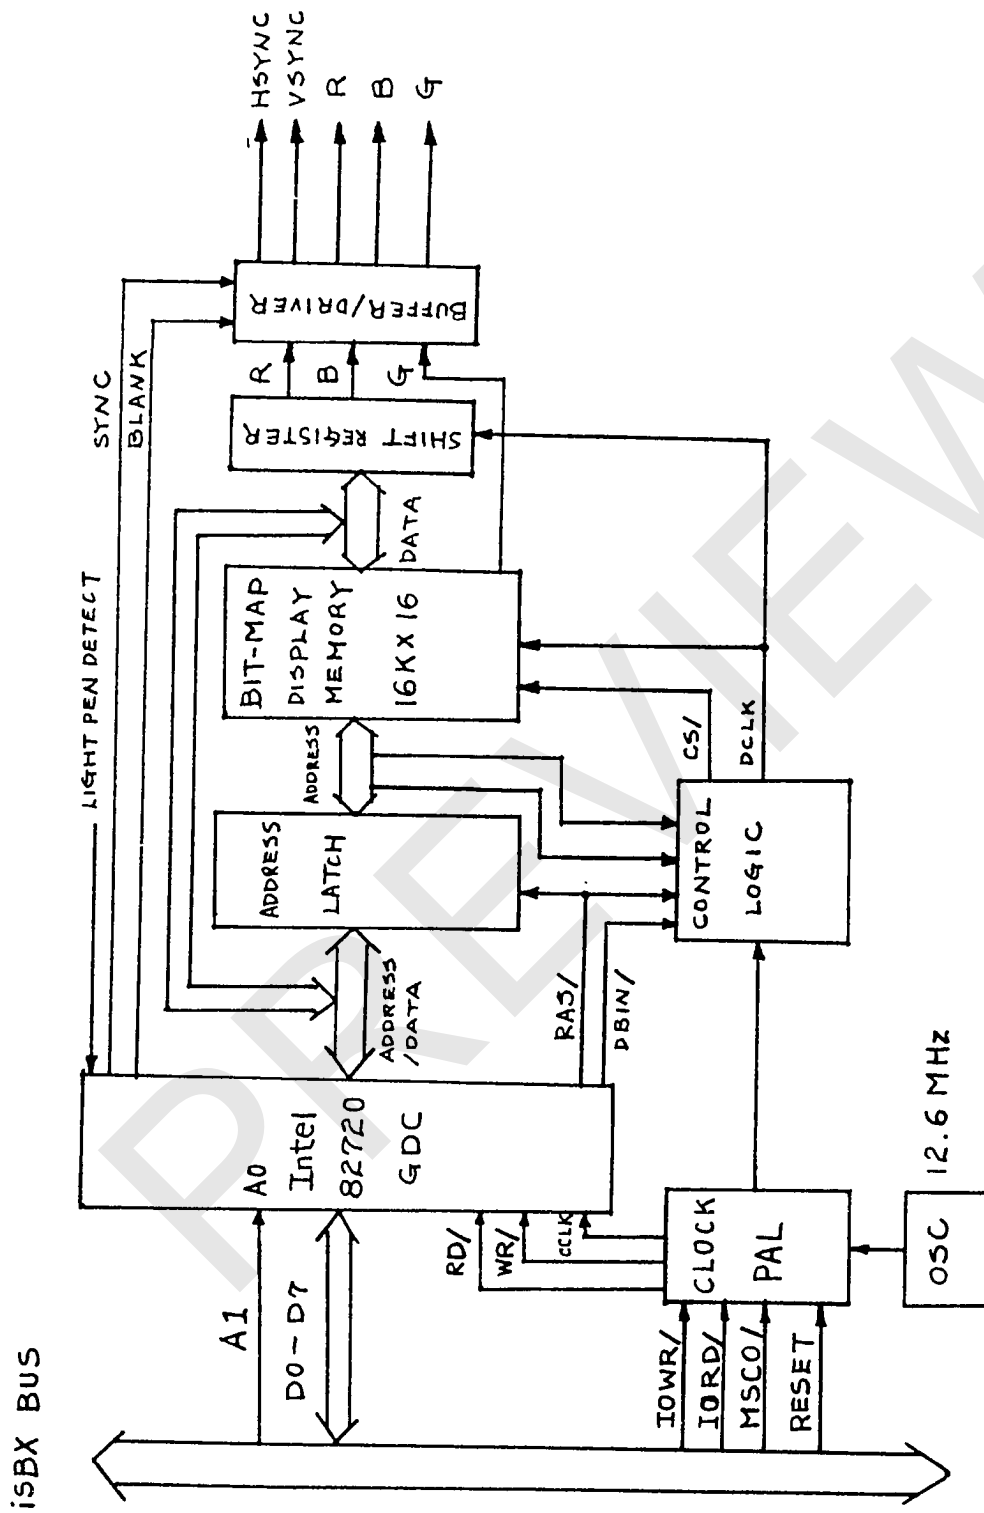 iSBX BUS
A1
D0-D7
IOWR/
IORD/
MSCO/
RESET
A0
Intel
82720
GDC
RD/
WR/
CCLK
CLOCK
PAL
OSC
12.6 MHz
LIGHT PEN DETECT
SYNC
BLANK
ADDRESS
/DATA
RAS/
DBIN/
ADDRESS
LATCH
ADDRESS
CONTROL
LOGIC
CS/
DCLK
BIT-MAP
DISPLAY
MEMORY
16KX16
DATA
SHIFT REGISTER
R
B
G
BUFFER/DRIVER
HSYNC
VSYNC
R
B
G
PREVIEW